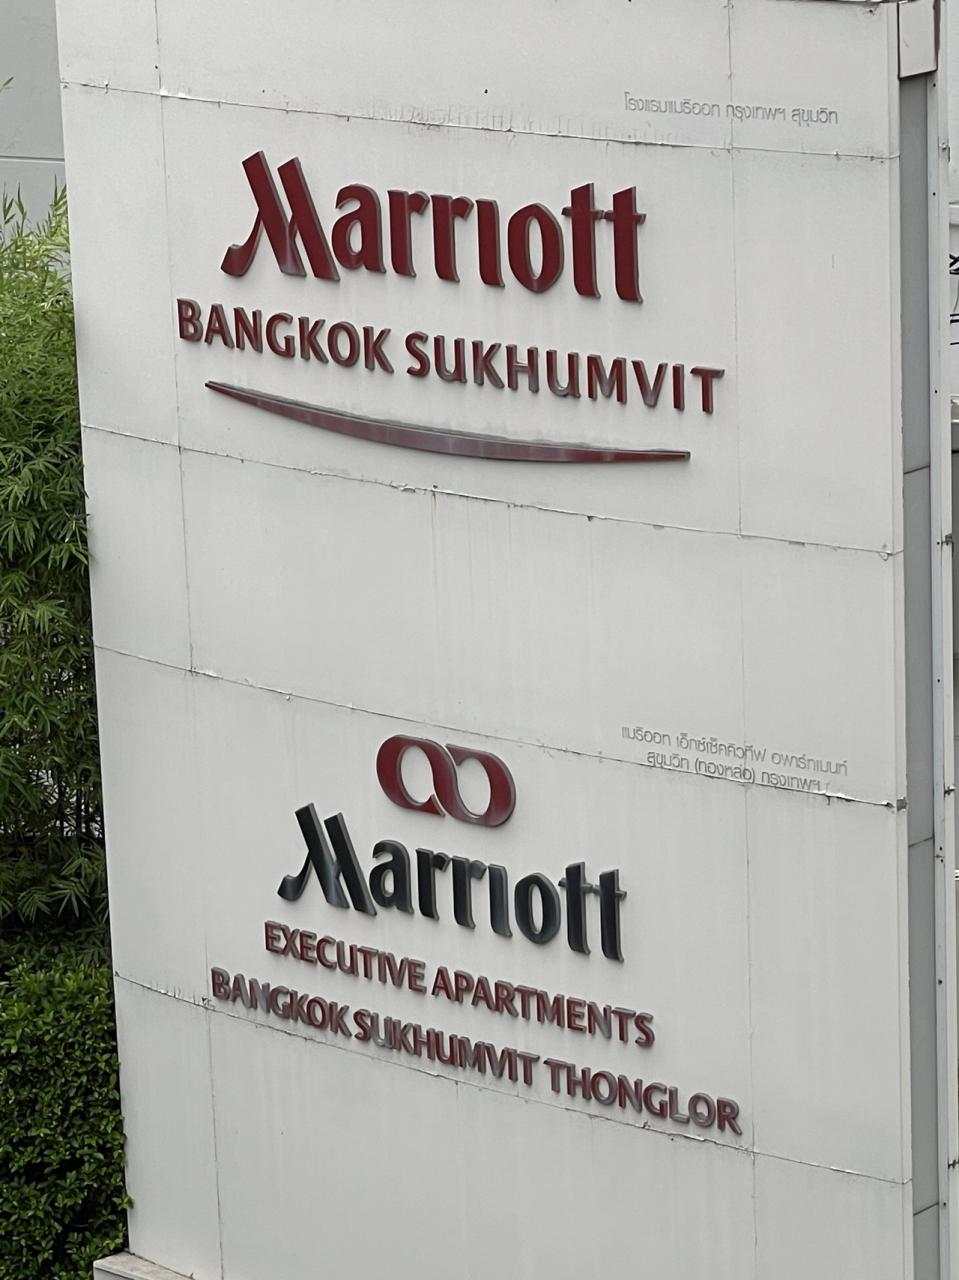 โรงแรมแมริออท กรุงเทพฯ สุขุมวิท
Marriott
BANGKOK SUKHUMVIT
แมริออท เอ็กซ์เซ็คคิวทีฟ อพาร์ทเมนท์
สุขุมวิท (ทองหล่อ) กรุงเทพฯ
Marriott
EXECUTIVE APARTMENTS
BANGKOK SUKHUMVIT THONGLOR